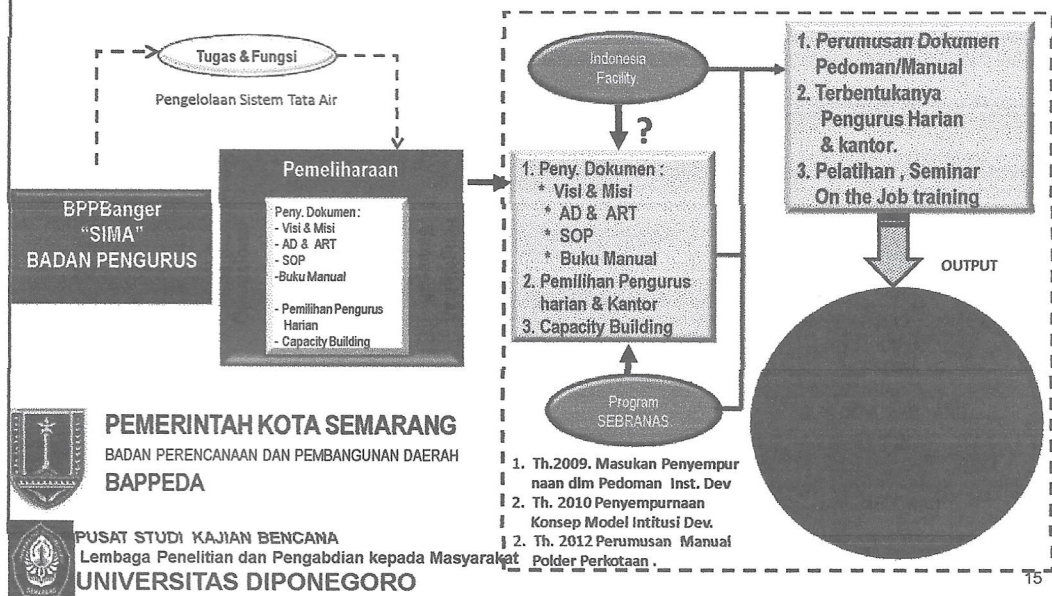 Tugas & Fungsi
Pengelolaan Sistem Tata Air
BPPBanger
"SIMA"
BADAN PENGURUS
Pemeliharaan
Peny. Dokumen :
- Visi & Misi
- AD & ART
- SOP
-Buku Manual
- Pemilihan Pengurus
Harian
- Capacity Building
Indonesia
Facility.
?
1. Peny. Dokumen :
* Visi & Misi
* AD & ART
* SOP
* Buku Manual
2. Pemilihan Pengurus
harian & Kantor
3. Capacity Building
Program
SEBRANAS.
1. Th.2009. Masukan Penyempur
naan dlm Pedoman Inst. Dev
2. Th. 2010 Penyempurnaan
Konsep Model Intitusi Dev.
2. Th. 2012 Perumusan Manual
Polder Perkotaan .
1. Perumusan Dokumen
Pedoman/Manual
2. Terbentukanya
Pengurus Harian
& kantor.
3. Pelatihan , Seminar
On the Job training
OUTPUT
PEMERINTAH KOTA SEMARANG
BADAN PERENCANAAN DAN PEMBANGUNAN DAERAH
BAPPEDA
PUSAT STUDI KAJIAN BENCANA
Lembaga Penelitian dan Pengabdian kepada Masyarakat
UNIVERSITAS DIPONEGORO
15